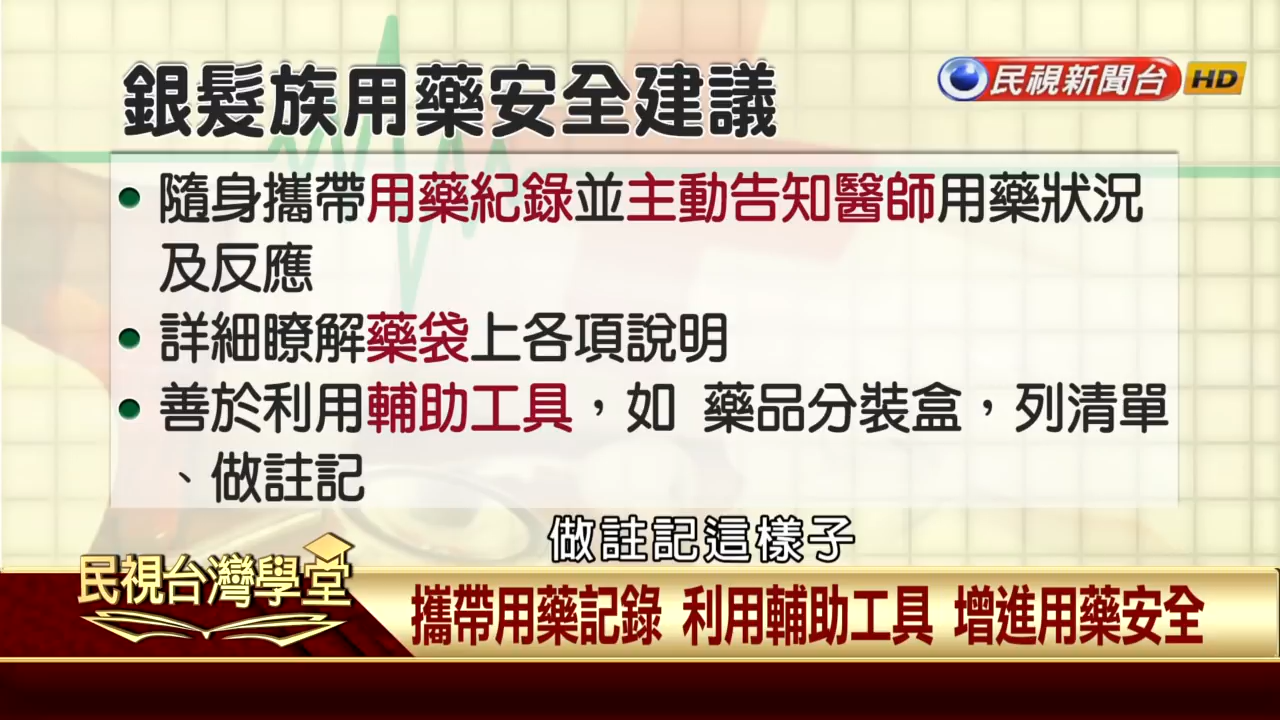 銀髮族用藥安全建議
民視新聞台 HD
• 隨身攜帶用藥紀錄並主動告知醫師用藥狀況
及反應
• 詳細瞭解藥袋上各項說明
• 善於利用輔助工具，如 藥品分裝盒，列清單
、做註記
做註記這樣子
民視台灣學堂
攜帶用藥記錄 利用輔助工具 增進用藥安全